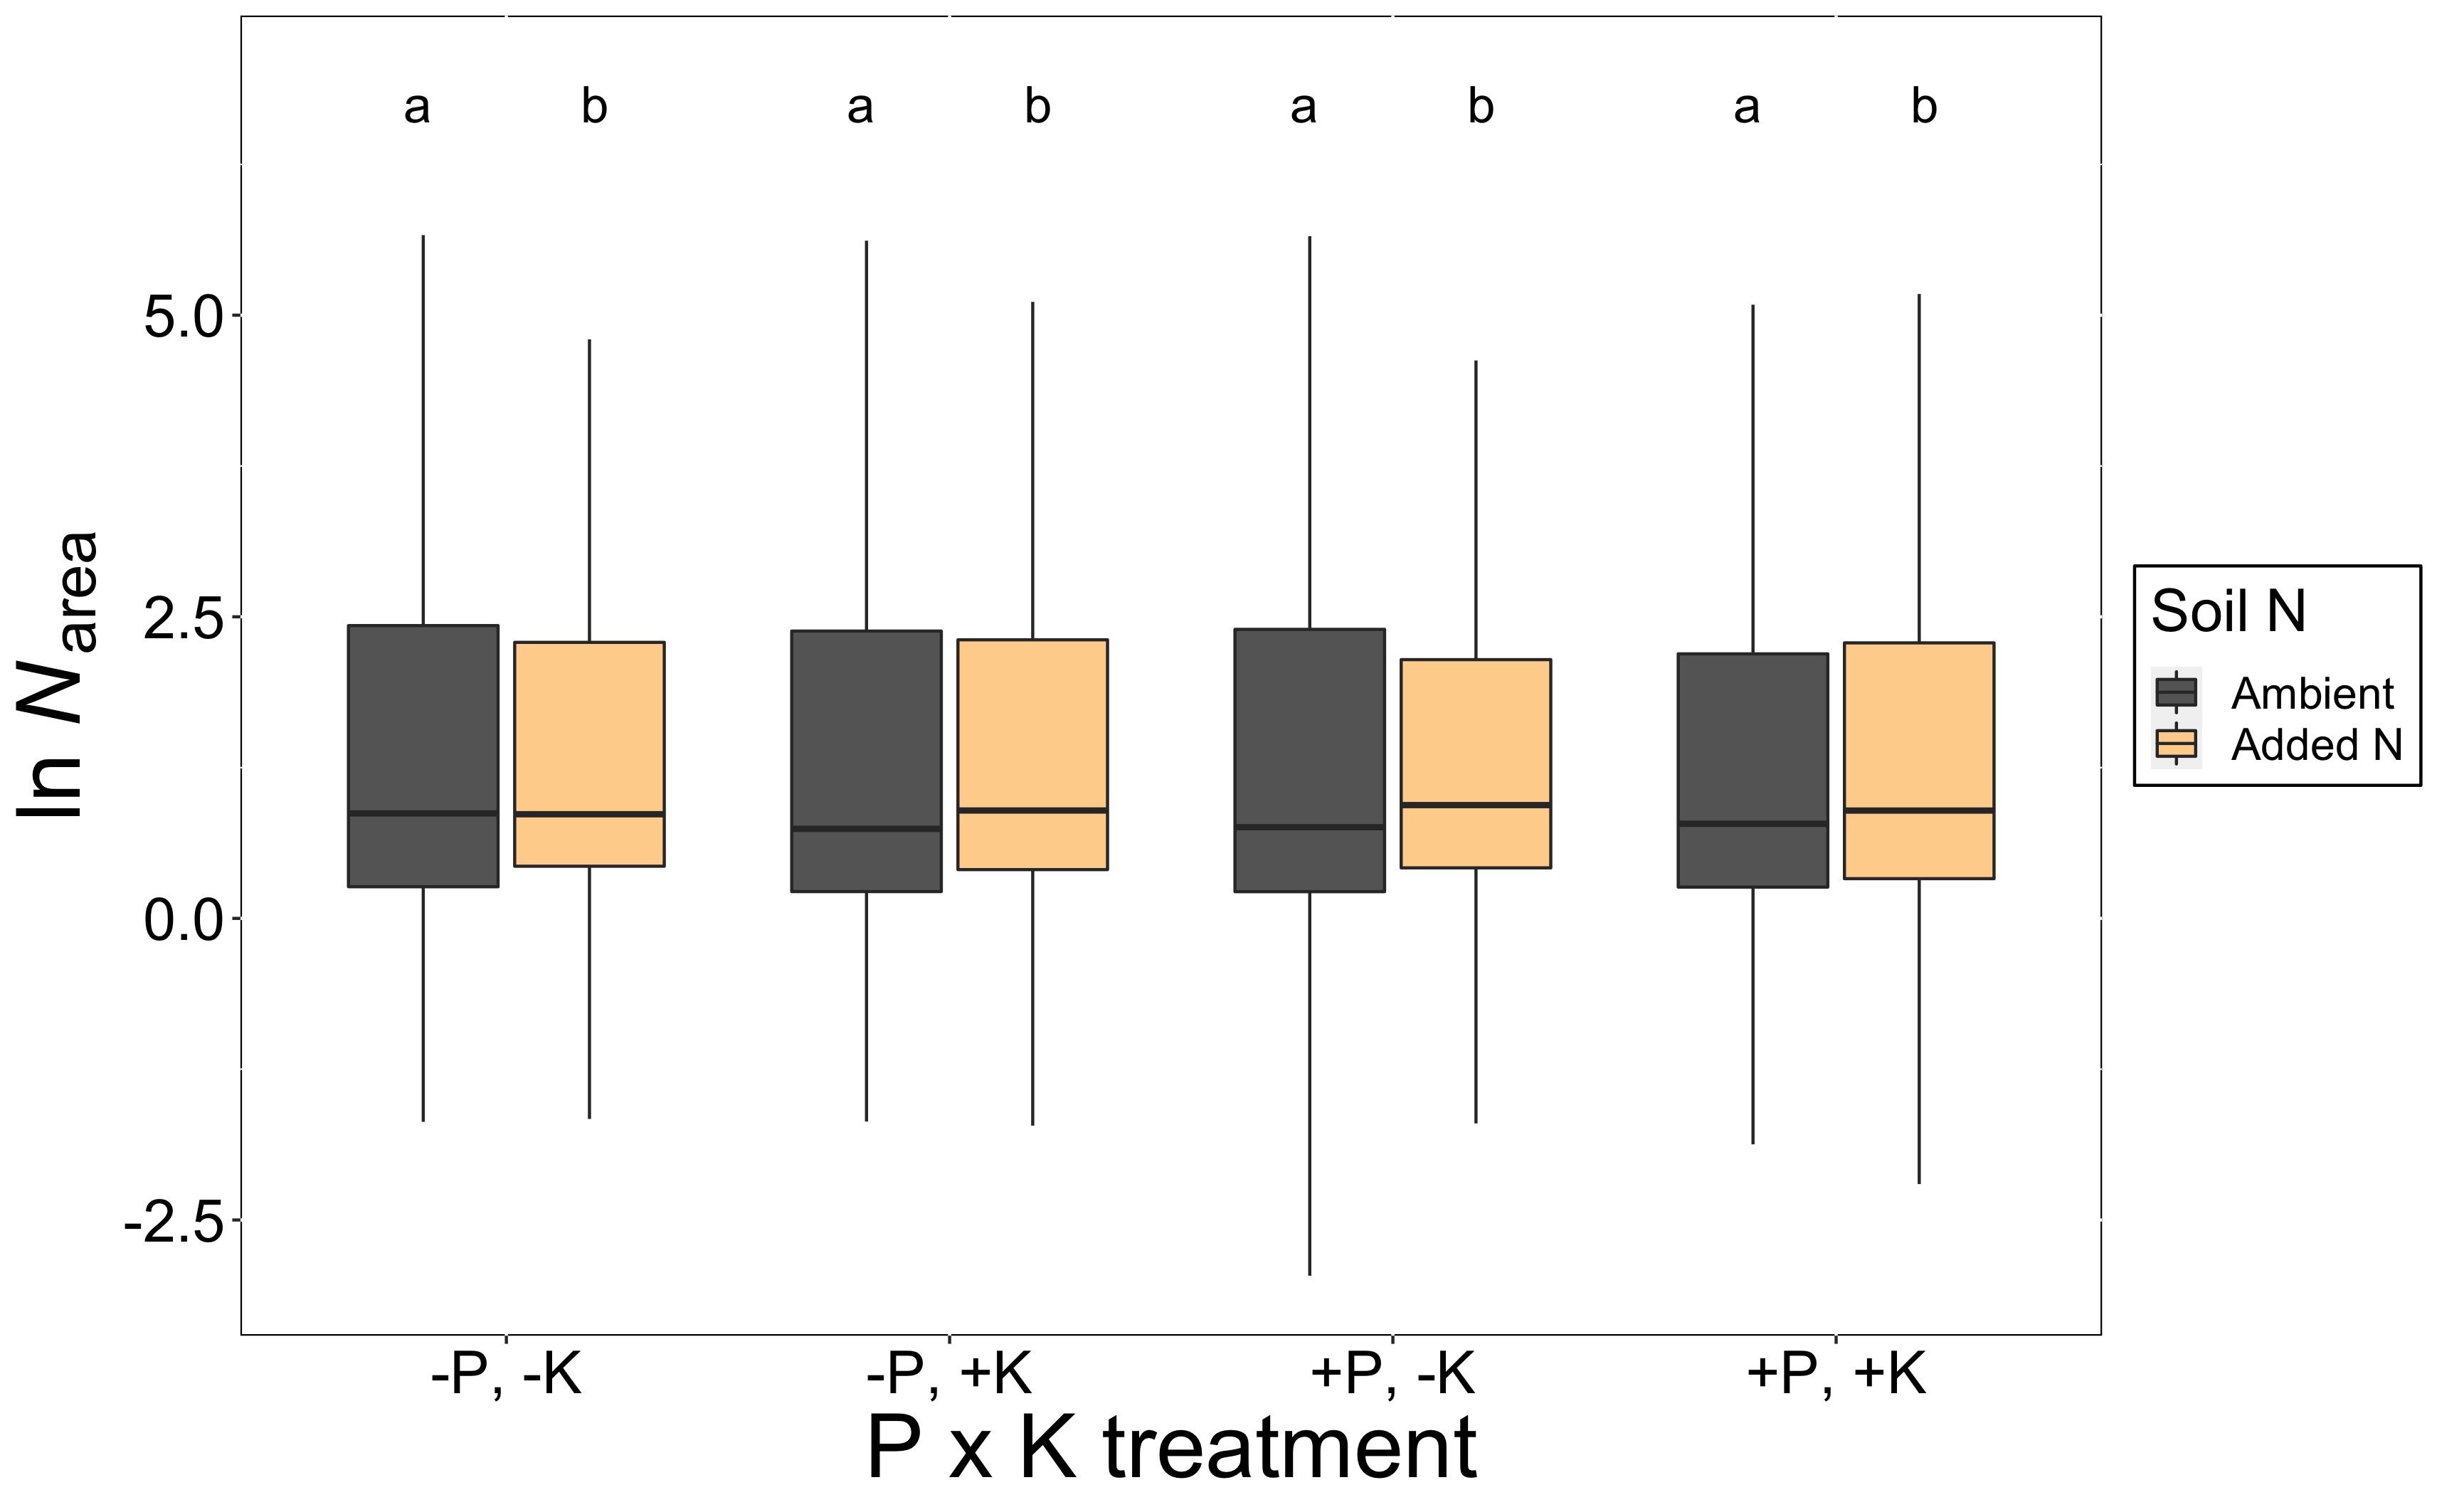 a b a b a b a b
5.0
2.5
0.0
-2.5
ln Narea
-P, -K
-P, +K
+P, -K
+P, +K
P x K treatment
Soil N
Ambient
Added N